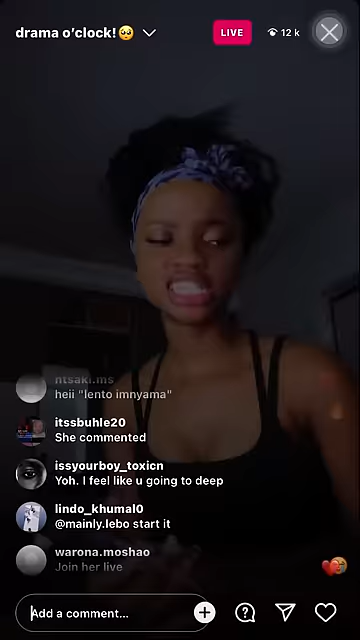 drama o'clock!🥺
LIVE
12 k
ntsaki.ms
heii "lento imnyama"
itssbuhle20
She commented
issyourboy_toxicn
Yoh. I feel like u going to deep
lindo_khumal0
@mainly.lebo start it
warona.moshao
Join her live
Add a comment...